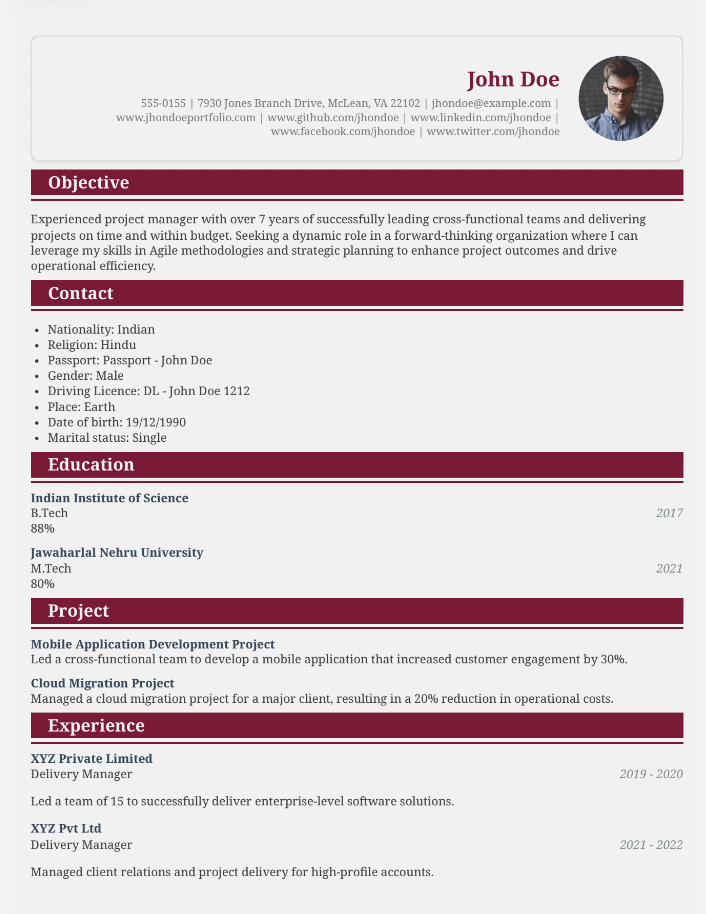 John Doe
555-0155 | 7930 Jones Branch Drive, McLean, VA 22102 | jhondoe@example.com |
www.jhondoeportfolio.com | www.github.com/jhondoe | www.linkedin.com/jhondoe |
www.facebook.com/jhondoe | www.twitter.com/jhondoe
Objective
Experienced project manager with over 7 years of successfully leading cross-functional teams and delivering
projects on time and within budget. Seeking a dynamic role in a forward-thinking organization where I can
leverage my skills in Agile methodologies and strategic planning to enhance project outcomes and drive
operational efficiency.
Contact
• Nationality: Indian
• Religion: Hindu
• Passport: Passport - John Doe
• Gender: Male
• Driving Licence: DL - John Doe 1212
• Place: Earth
• Date of birth: 19/12/1990
• Marital status: Single
Education
Indian Institute of Science
B.Tech 2017
88%
Jawaharlal Nehru University
M.Tech 2021
80%
Project
Mobile Application Development Project
Led a cross-functional team to develop a mobile application that increased customer engagement by 30%.
Cloud Migration Project
Managed a cloud migration project for a major client, resulting in a 20% reduction in operational costs.
Experience
XYZ Private Limited
Delivery Manager 2019 - 2020
Led a team of 15 to successfully deliver enterprise-level software solutions.
XYZ Pvt Ltd
Delivery Manager 2021 - 2022
Managed client relations and project delivery for high-profile accounts.